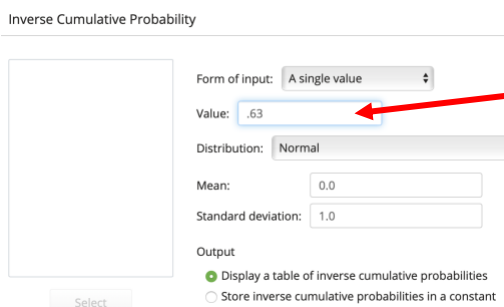 Inverse Cumulative Probability
Form of input: A single value
Value: .63
Distribution: Normal
Mean: 0.0
Standard deviation: 1.0
Output
Display a table of inverse cumulative probabilities
Store inverse cumulative probabilities in a constant
Select